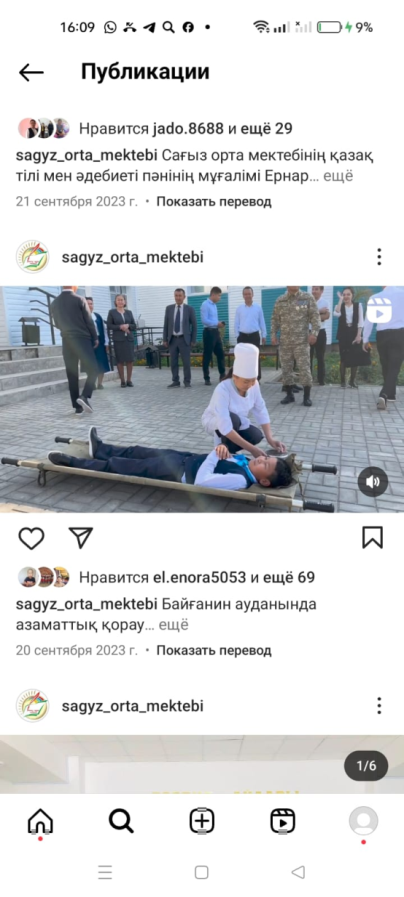 16:09
9%
Публикации
Нравится jado.8688 и ещё 29
sagyz_orta_mektebi Сағыз орта мектебінің қазақ
тілі мен әдебиеті пәнінің мұғалімі Ернар... ещё
21 сентября 2023 г. • Показать перевод
sagyz_orta_mektebi
Нравится el.enora5053 и ещё 69
sagyz_orta_mektebi Байғанин ауданында
азаматтық қорау... ещё
20 сентября 2023 г. • Показать перевод
sagyz_orta_mektebi
1/6